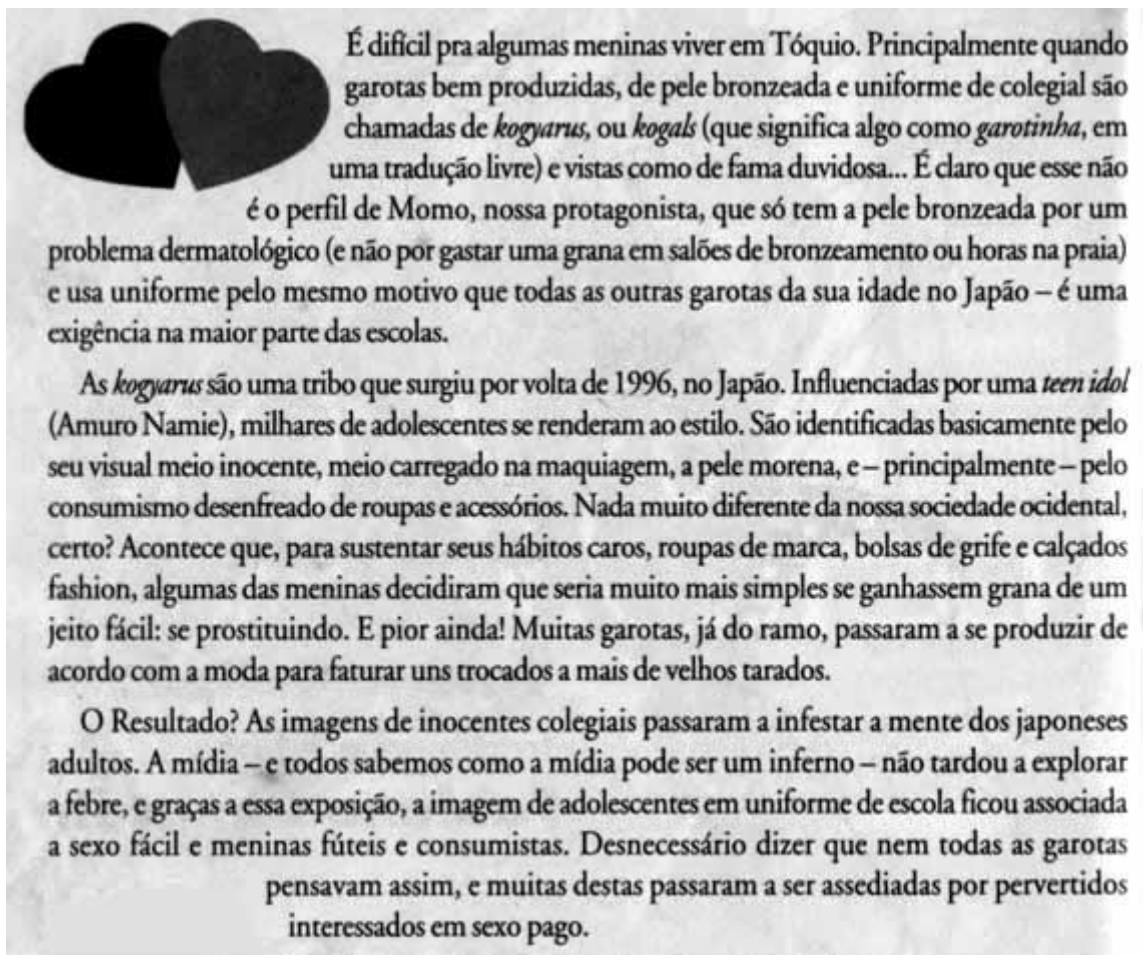 É difícil pra algumas meninas viver em Tóquio. Principalmente quando
garotas bem produzidas, de pele bronzeada e uniforme de colegial são
chamadas de kogyarus, ou kogals (que significa algo como garotinha, em
uma tradução livre) e vistas como de fama duvidosa... É claro que esse não
é o perfil de Momo, nossa protagonista, que só tem a pele bronzeada por um
problema dermatológico (e não por gastar uma grana em salões de bronzeamento ou horas na praia)
e usa uniforme pelo mesmo motivo que todas as outras garotas da sua idade no Japão – é uma
exigência na maior parte das escolas.
As kogyarus são uma tribo que surgiu por volta de 1996, no Japão. Influenciadas por uma teen idol
(Amuro Namie), milhares de adolescentes se renderam ao estilo. São identificadas basicamente pelo
seu visual meio inocente, meio carregado na maquiagem, a pele morena, e – principalmente – pelo
consumismo desenfreado de roupas e acessórios. Nada muito diferente da nossa sociedade ocidental,
certo? Acontece que, para sustentar seus hábitos caros, roupas de marca, bolsas de grife e calçados
fashion, algumas das meninas decidiram que seria muito mais simples se ganhassem grana de um
jeito fácil: se prostituindo. E pior ainda! Muitas garotas, já do ramo, passaram a se produzir de
acordo com a moda para faturar uns trocados a mais de velhos tarados.
O Resultado? As imagens de inocentes colegiais passaram a infestar a mente dos japoneses
adultos. A mídia – e todos sabemos como a mídia pode ser um inferno – não tardou a explorar
a febre, e graças a essa exposição, a imagem de adolescentes em uniforme de escola ficou associada
a sexo fácil e meninas fúteis e consumistas. Desnecessário dizer que nem todas as garotas
pensavam assim, e muitas destas passaram a ser assediadas por pervertidos
interessados em sexo pago.